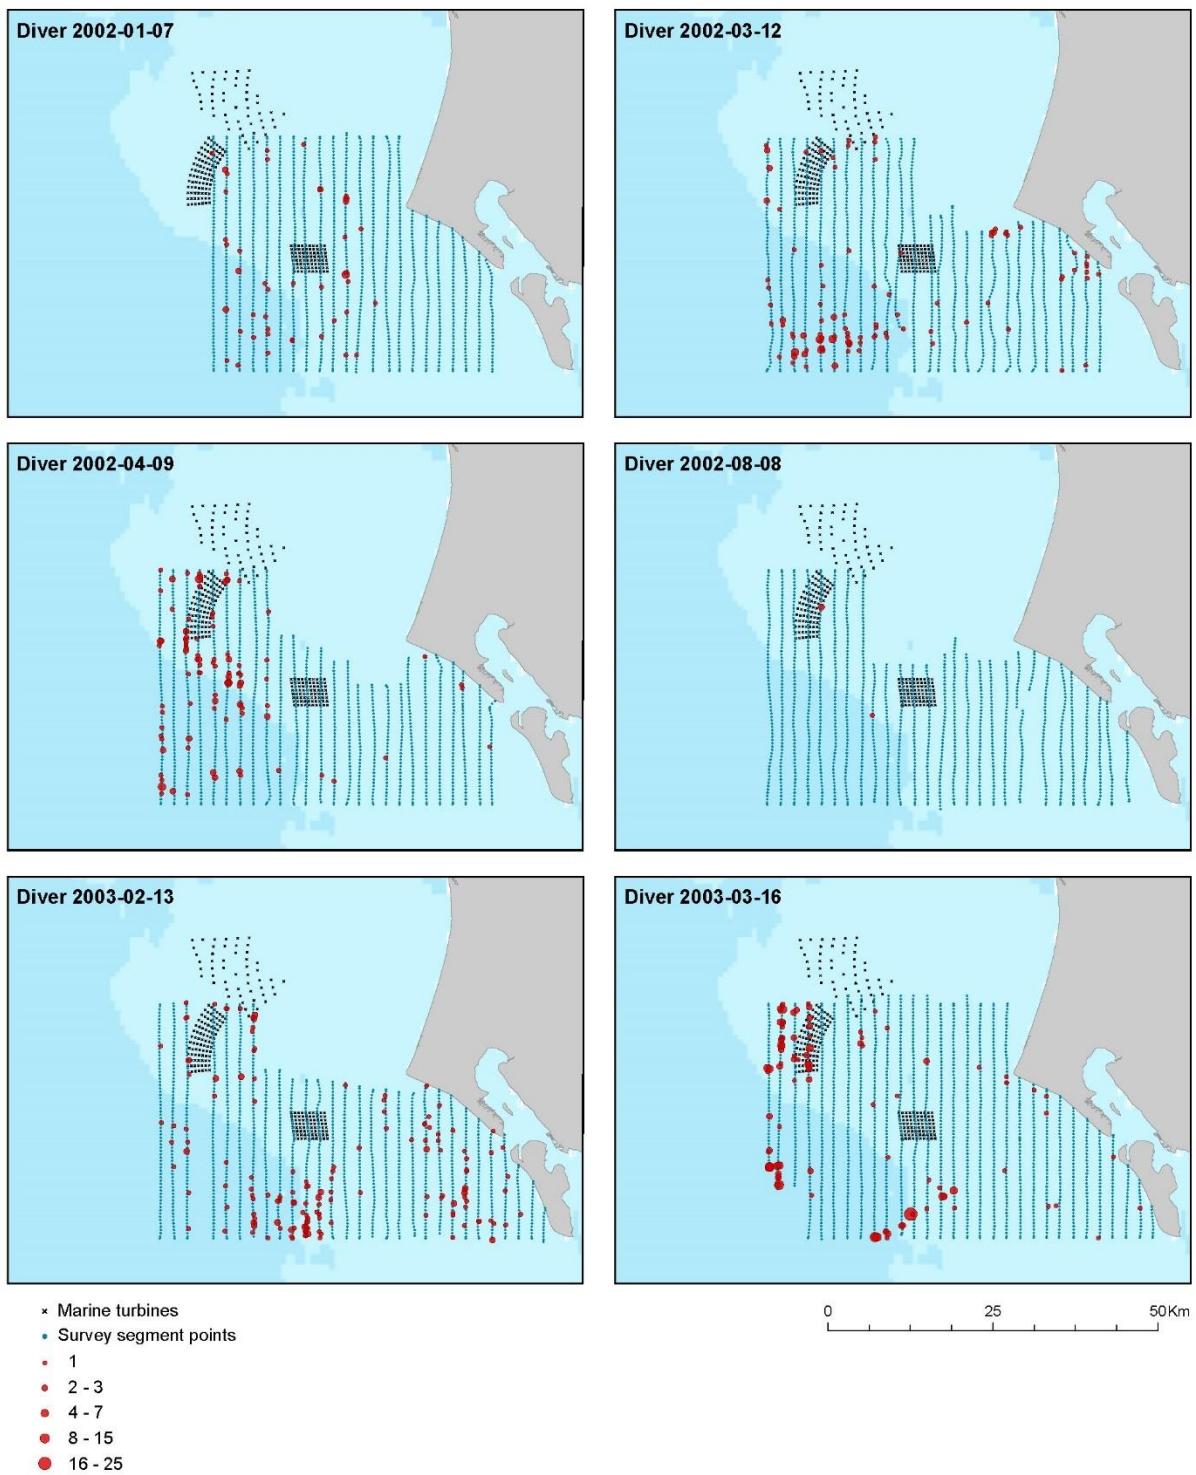 Diver 2002-01-07
Diver 2002-03-12
Diver 2002-04-09
Diver 2002-08-08
Diver 2003-02-13
Diver 2003-03-16
Marine turbines
Survey segment points
1
2 - 3
4 - 7
8 - 15
16 - 25
0 25 50Km